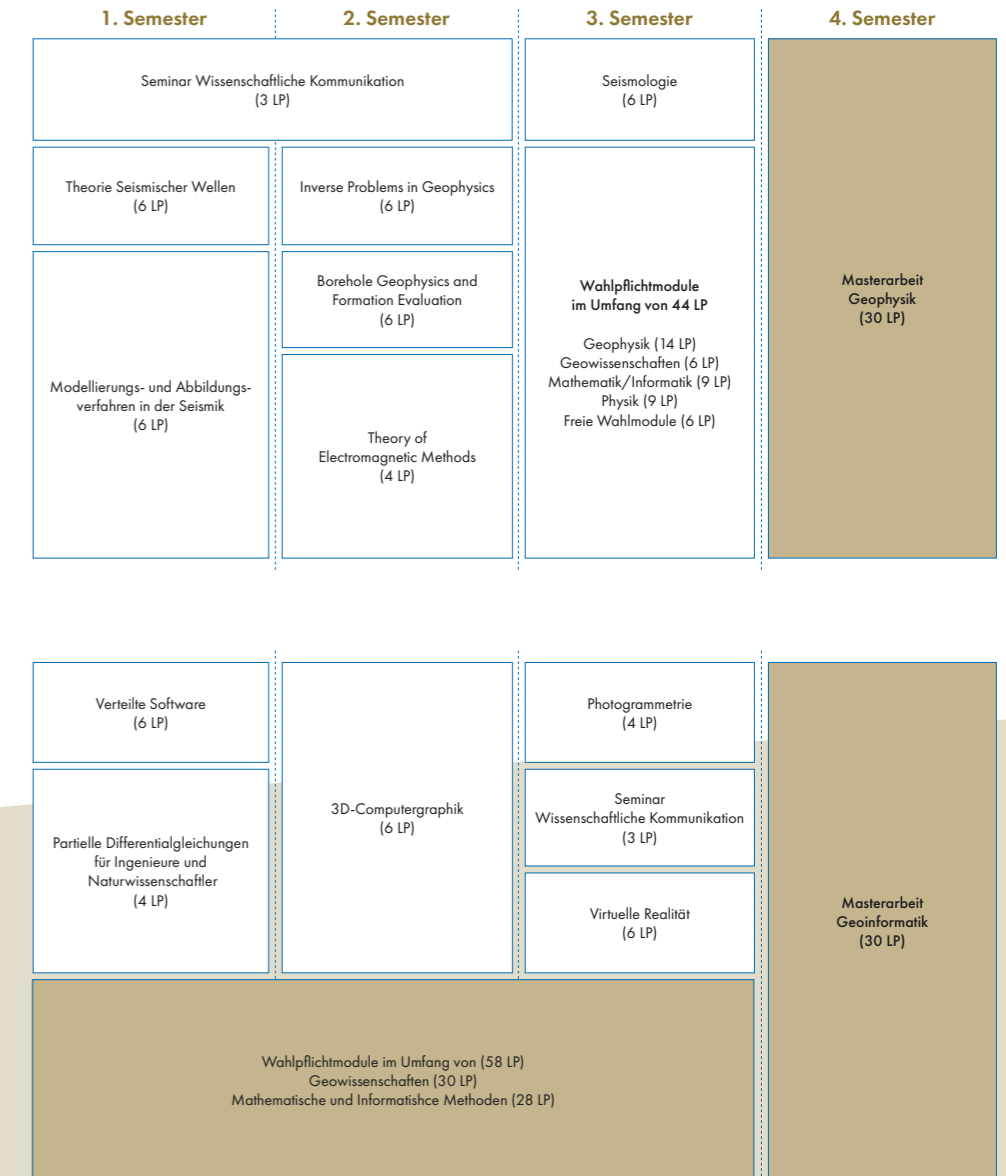 1. Semester
2. Semester
3. Semester
4. Semester
Seminar Wissenschaftliche Kommunikation
(3 LP)
Seismologie
(6 LP)
Theorie Seismischer Wellen
(6 LP)
Inverse Problems in Geophysics
(6 LP)
Modellierungs- und Abbildungs-
verfahren in der Seismik
(6 LP)
Borehole Geophysics and
Formation Evaluation
(6 LP)
Theory of
Electromagnetic Methods
(4 LP)
Wahlpflichtmodule
im Umfang von 44 LP
Geophysik (14 LP)
Geowissenschaften (6 LP)
Mathematik/Informatik (9 LP)
Physik (9 LP)
Freie Wahlmodule (6 LP)
Masterarbeit
Geophysik
(30 LP)
Verteilte Software
(6 LP)
Partielle Differentialgleichungen
für Ingenieure und
Naturwissenschaftler
(4 LP)
3D-Computergraphik
(6 LP)
Photogrammetrie
(4 LP)
Seminar
Wissenschaftliche Kommunikation
(3 LP)
Virtuelle Realität
(6 LP)
Masterarbeit
Geoinformatik
(30 LP)
Wahlpflichtmodule im Umfang von (58 LP)
Geowissenschaften (30 LP)
Mathematische und Informatishce Methoden (28 LP)